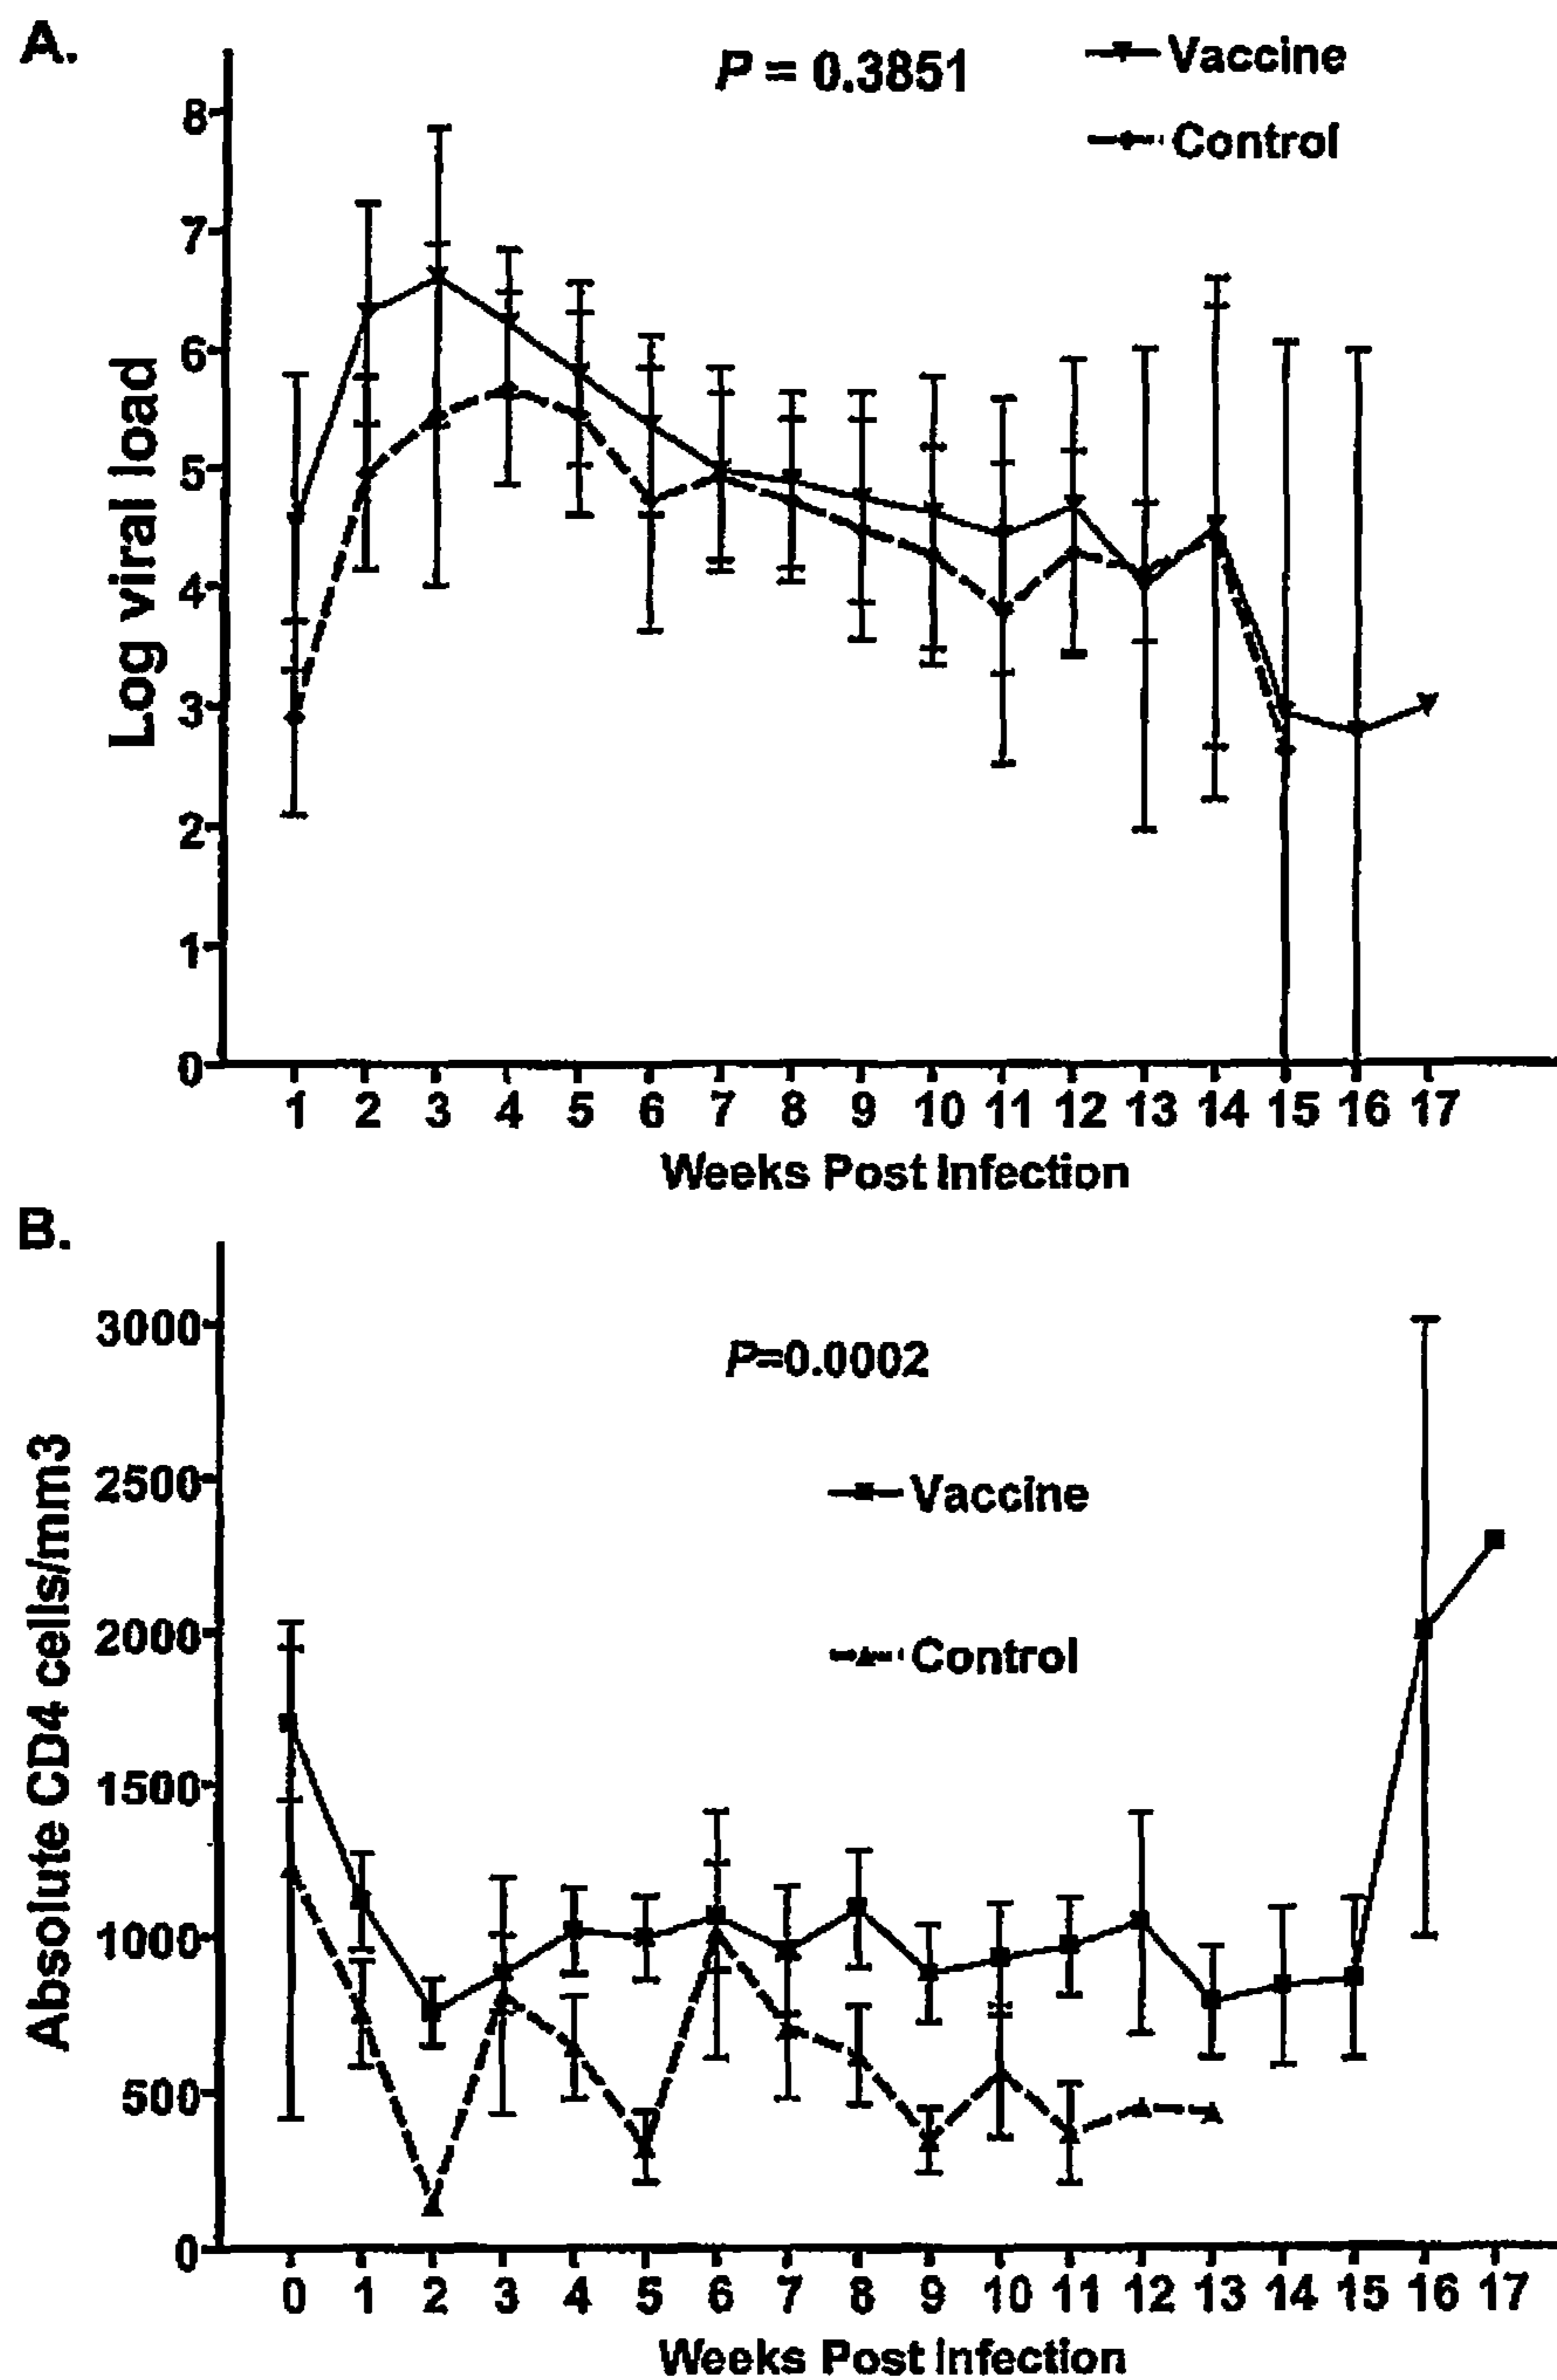 A.
P = 0.3851
Vaccine
Control
8
7
6
5
4
3
2
1
0
Log viral load
1 2 3 4 5 6 7 8 9 10 11 12 13 14 15 16 17
Weeks Post Infection
B.
P=0.0002
Vaccine
Control
3000
2500
2000
1500
1000
500
0
Absolute CD4 cells/mm3
0 1 2 3 4 5 6 7 8 9 10 11 12 13 14 15 16 17
Weeks Post Infection